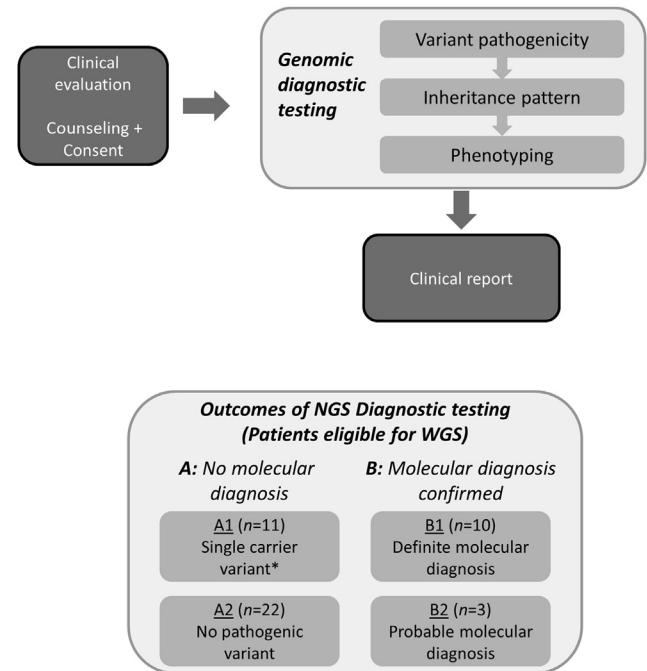 Clinical
evaluation
Counseling +
Consent
Genomic
diagnostic
testing
Variant pathogenicity
Inheritance pattern
Phenotyping
Clinical report
Outcomes of NGS Diagnostic testing
(Patients eligible for WGS)
A: No molecular
diagnosis
B: Molecular diagnosis
confirmed
A1 (n=11)
Single carrier
variant*
B1 (n=10)
Definite molecular
diagnosis
A2 (n=22)
No pathogenic
variant
B2 (n=3)
Probable molecular
diagnosis